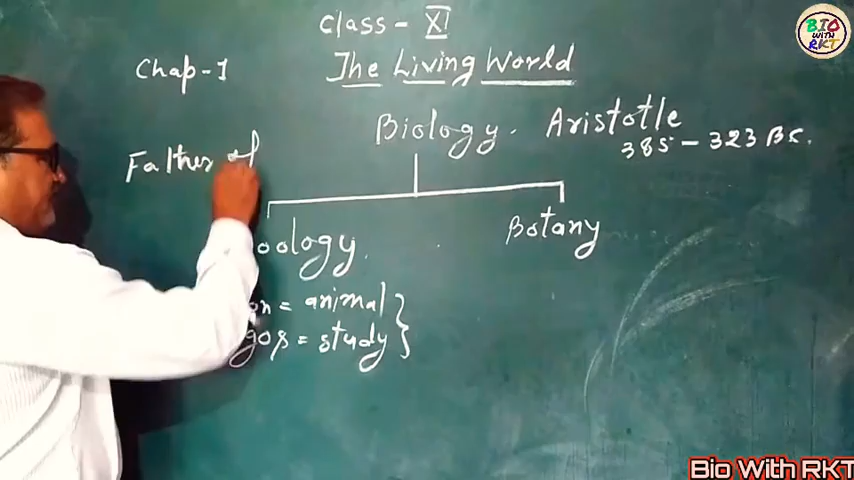 Class - XI
BIO
WITH
RKT
Chap-1
The Living World
Biology. Aristotle
385 - 323 BC.
Father of
oology.
Botany
on = animal }
gos = study
Bio With RKT